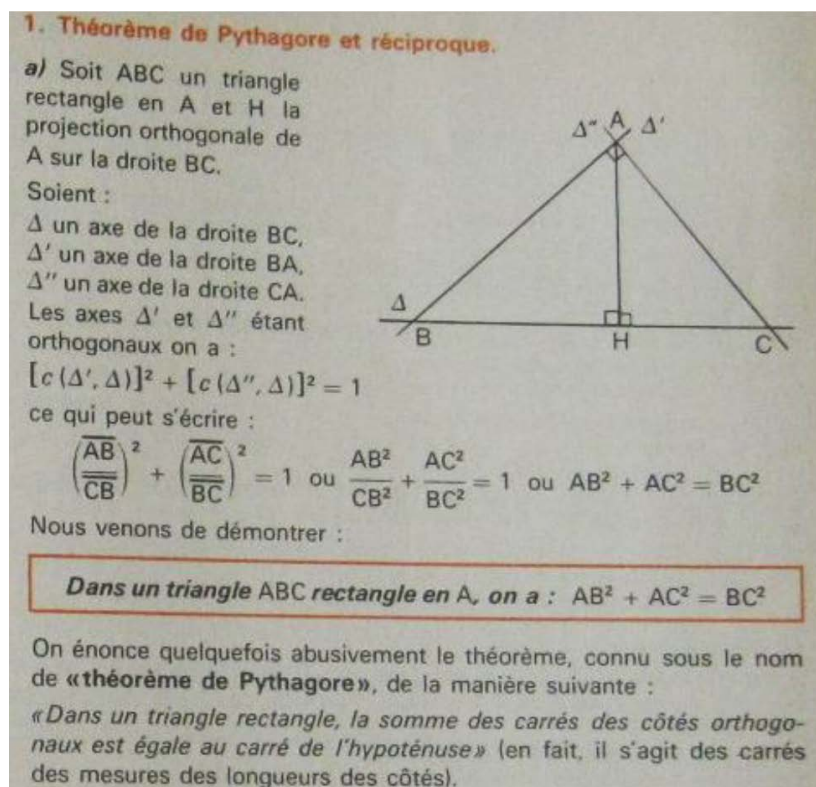 1. Théorème de Pythagore et réciproque.
a) Soit ABC un triangle
rectangle en A et H la
projection orthogonale de
A sur la droite BC.
Soient :
Δ un axe de la droite BC,
Δ′ un axe de la droite BA,
Δ″ un axe de la droite CA.
Les axes Δ′ et Δ″ étant
orthogonaux on a :
Δ″ A Δ′
Δ
B H C
[c (Δ′, Δ)]² + [c (Δ″, Δ)]² = 1
ce qui peut s'écrire :
(AB̅/CB̅)² + (AC̅/BC̅)² = 1 ou AB²/CB² + AC²/BC² = 1 ou AB² + AC² = BC²
Nous venons de démontrer :
Dans un triangle ABC rectangle en A, on a : AB² + AC² = BC²
On énonce quelquefois abusivement le théorème, connu sous le nom
de «théorème de Pythagore», de la manière suivante :
«Dans un triangle rectangle, la somme des carrés des côtés orthogo-
naux est égale au carré de l'hypoténuse» (en fait, il s'agit des carrés
des mesures des longueurs des côtés).